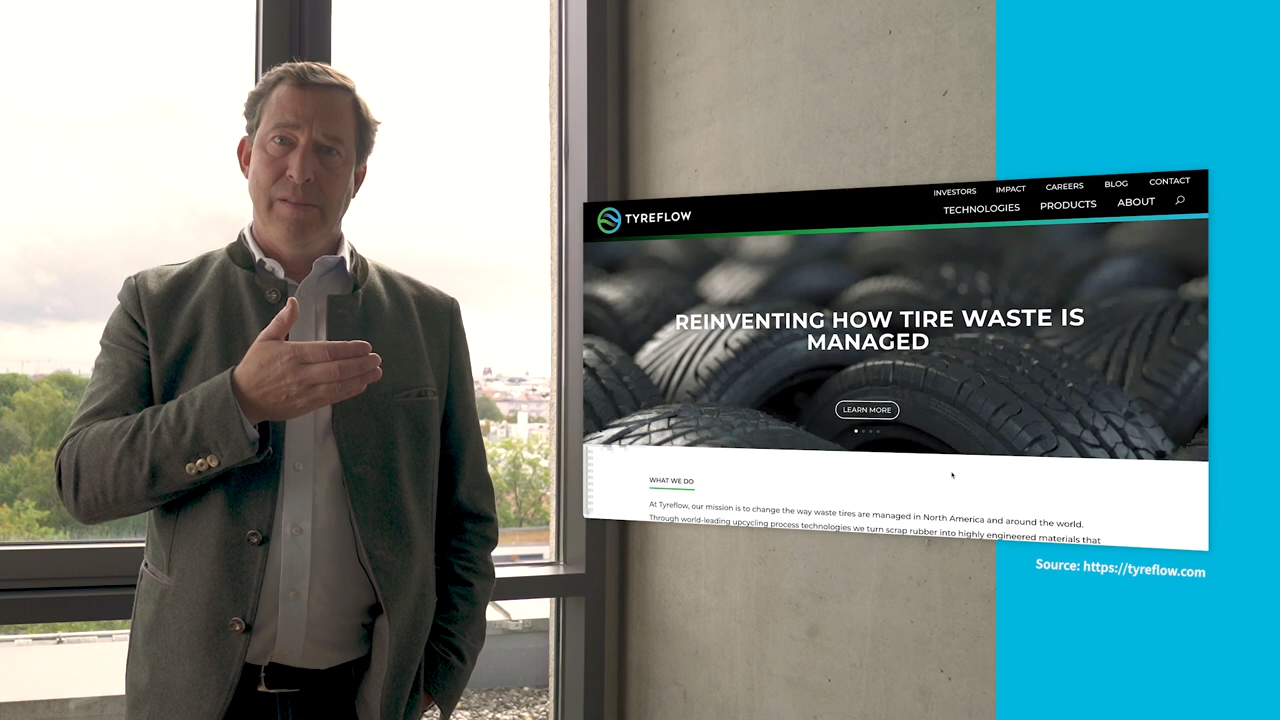 INVESTORS IMPACT CAREERS BLOG CONTACT
TYREFLOW TECHNOLOGIES PRODUCTS ABOUT
REINVENTING HOW TIRE WASTE IS
MANAGED
LEARN MORE
WHAT WE DO
At Tyreflow, our mission is to change the way waste tires are managed in North America and around the world.
Through world-leading upcycling process technologies we turn scrap rubber into highly engineered materials that
Source: https://tyreflow.com